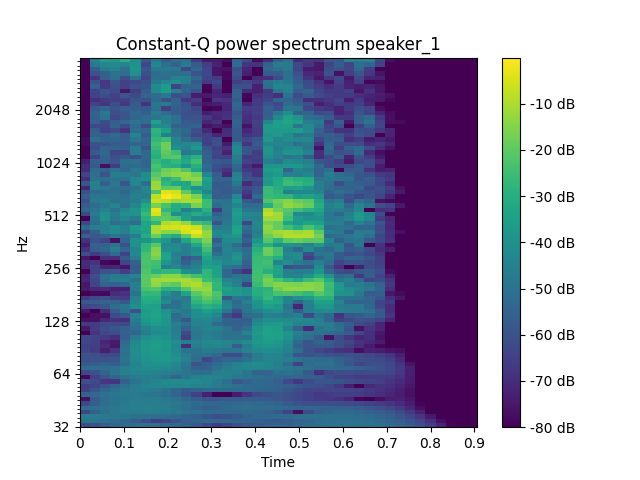 Constant-Q power spectrum speaker_1
Hz
2048
1024
512
256
128
64
32
0 0.1 0.2 0.3 0.4 0.5 0.6 0.7 0.8 0.9
Time
-10 dB
-20 dB
-30 dB
-40 dB
-50 dB
-60 dB
-70 dB
-80 dB